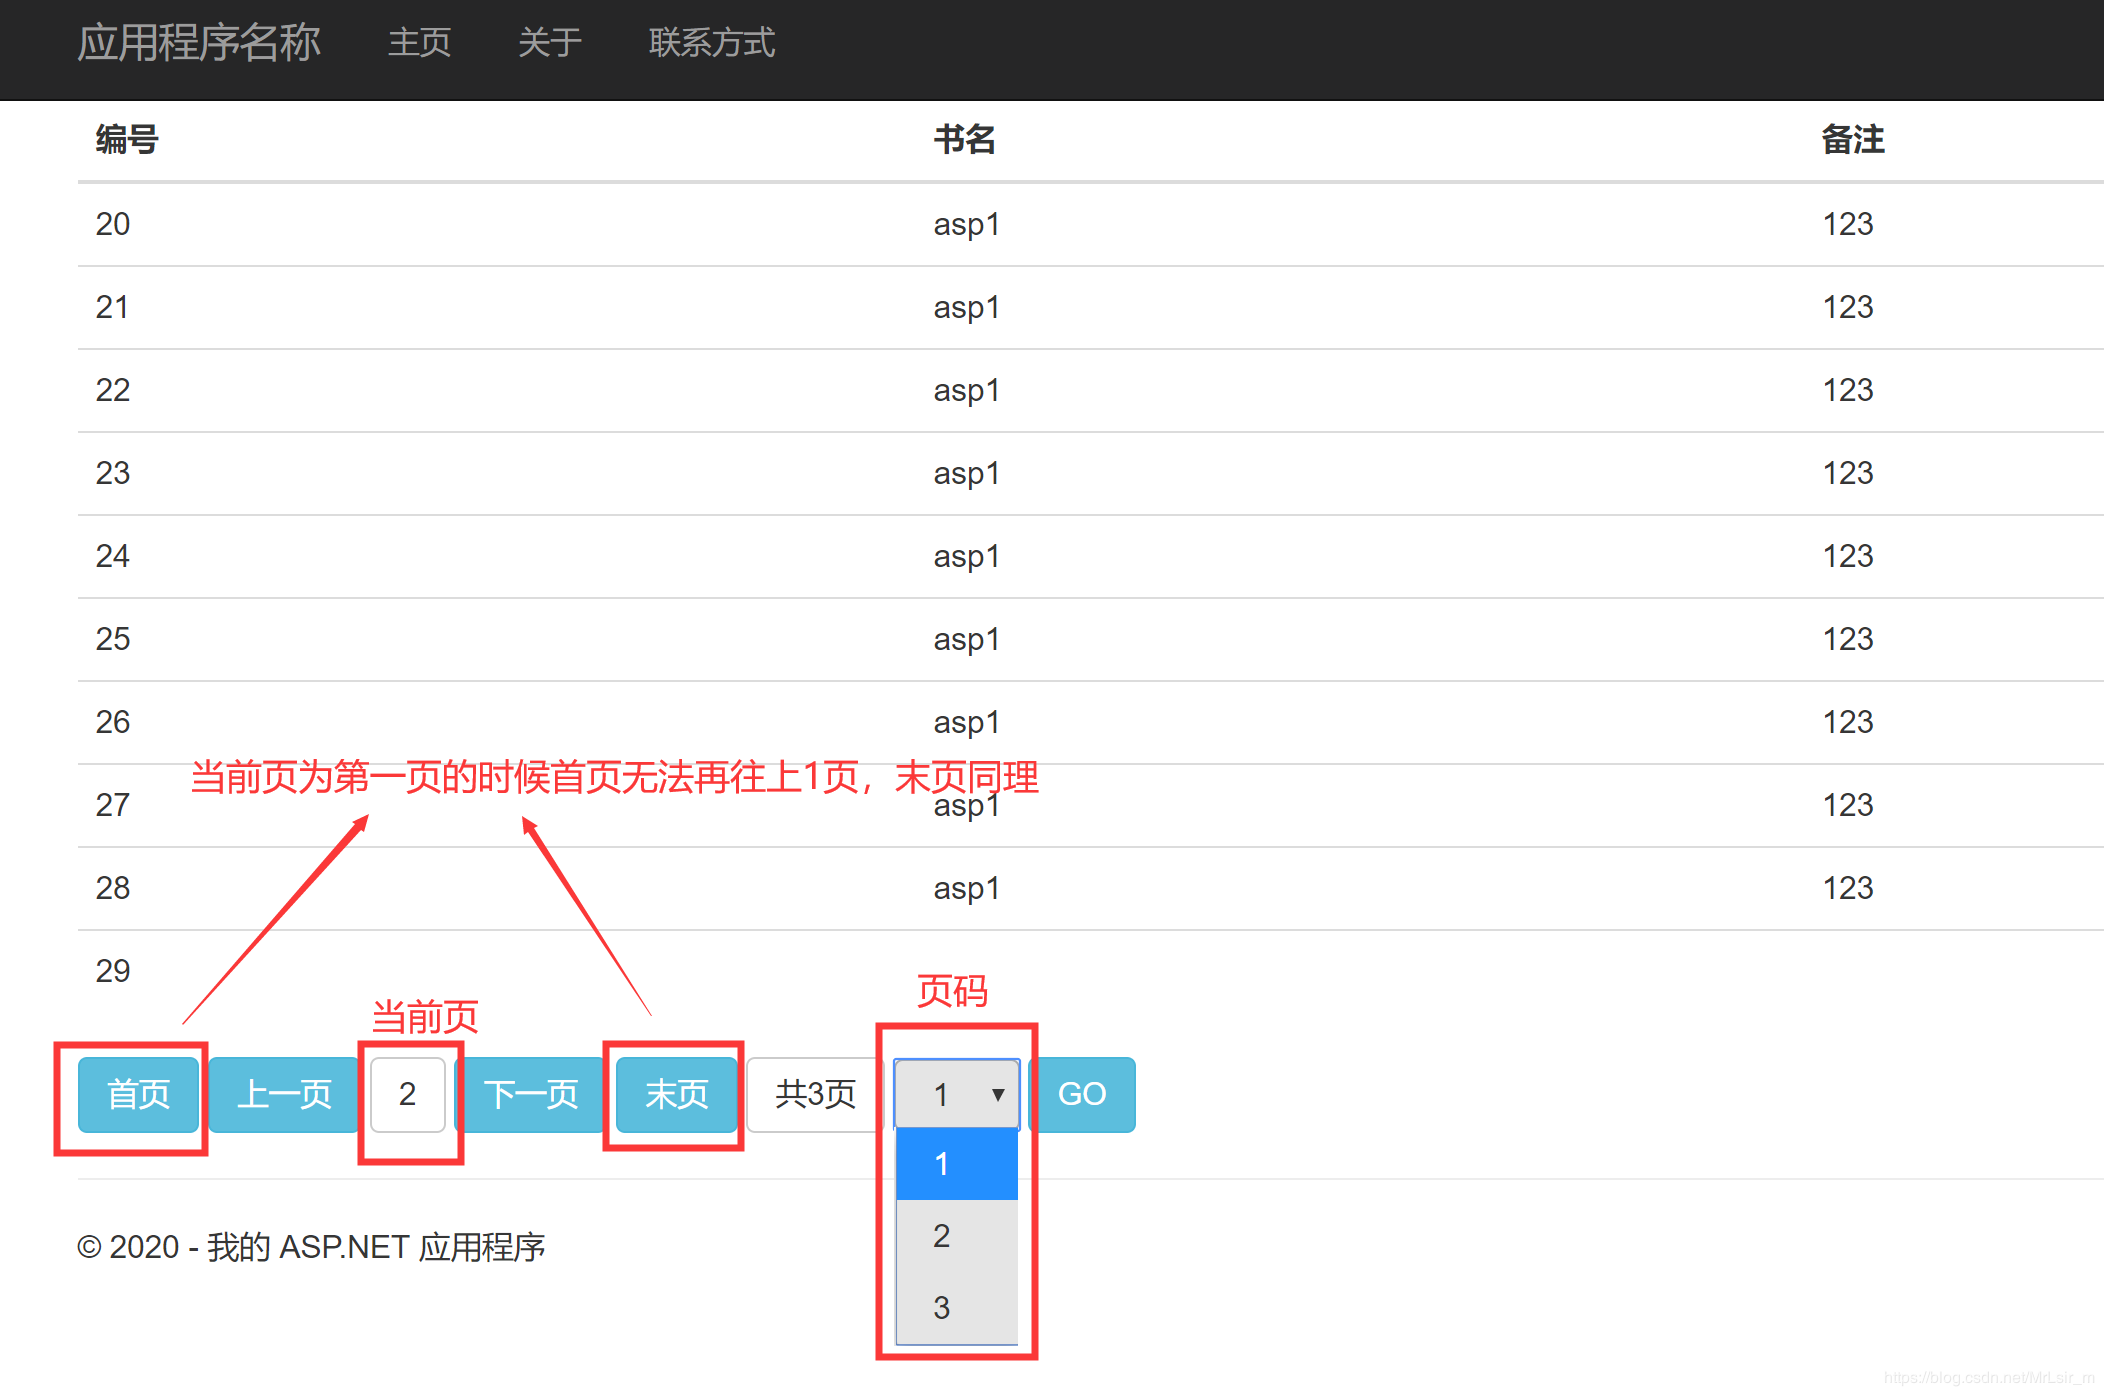 应用程序名称 主页 关于 联系方式
编号 书名 备注
20 asp1 123
21 asp1 123
22 asp1 123
23 asp1 123
24 asp1 123
25 asp1 123
26 asp1 123
当前页为第一页的时候首页无法再往上1页，末页同理
27 asp1 123
28 asp1 123
29
当前页 页码
首页 上一页 2 下一页 末页 共3页 1 ▼ GO
1
2
3
© 2020 - 我的 ASP.NET 应用程序
https://blog.csdn.net/MrLsir_m